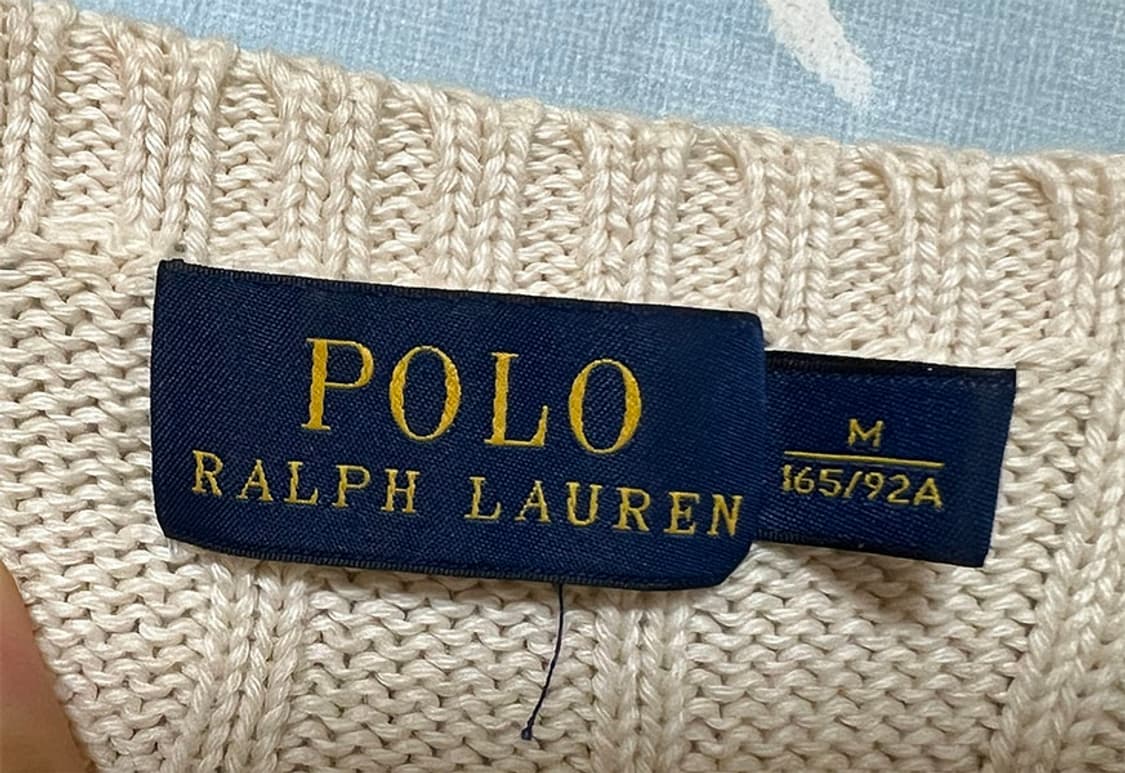 POLO
RALPH LAUREN
M
165/92A